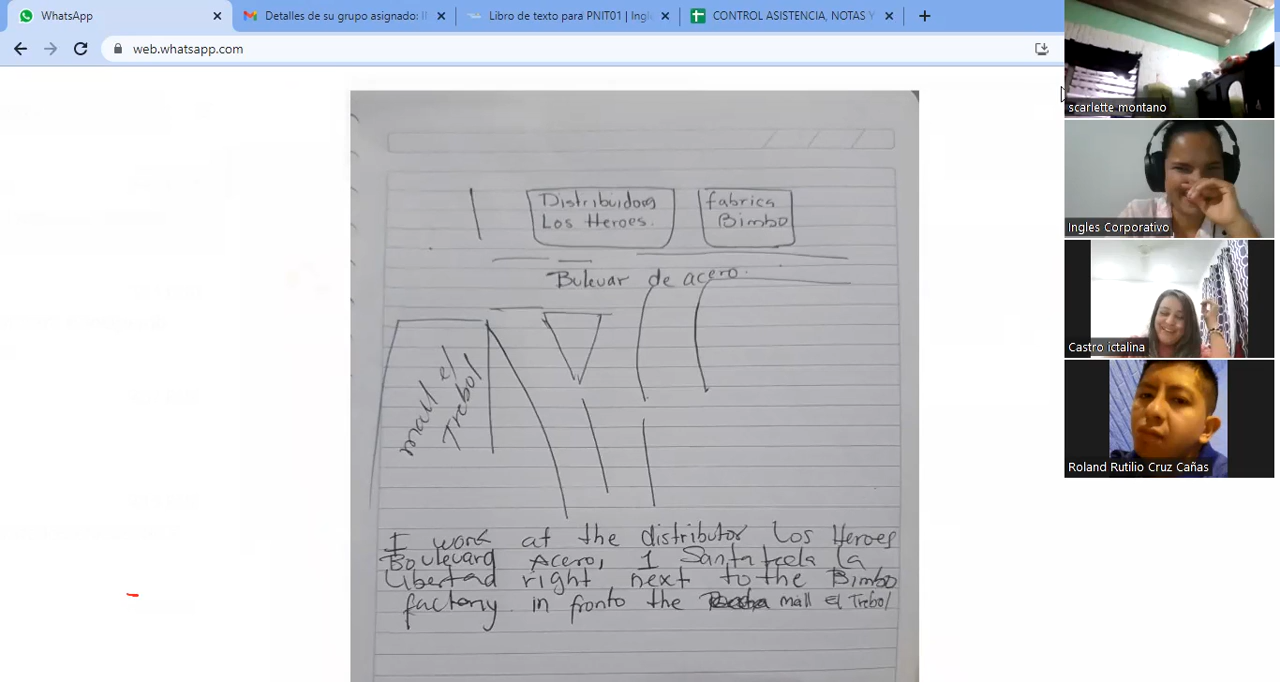 WhatsApp
Detalles de su grupo asignado: II
Libro de texto para PNIT01 | Ingl
CONTROL ASISTENCIA, NOTAS Y
web.whatsapp.com
scarlette montano
Ingles Corporativo
Castro ictalina
Roland Rutilio Cruz Cañas
Distribuidora
Los Heroes.
fabrica
Bimbo
Bulevar de acero.
mall el
Trebol
I work at the distributor Los Heroes
Boulevard Acero, 1 Santa tecla la
Libertad right next to the Bimbo
factory in fronto the mall El Trebol